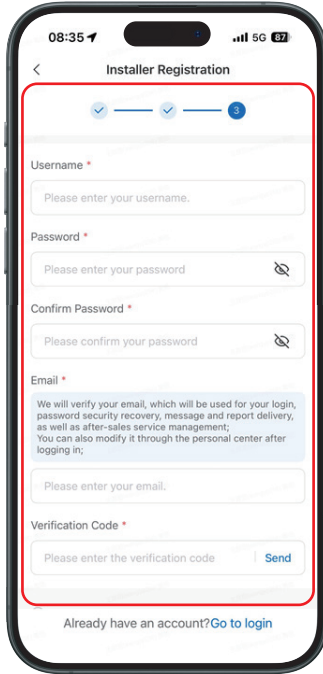 08:35 5G 87
Installer Registration
3
Username *
Please enter your username.
Password *
Please enter your password
Confirm Password *
Please confirm your password
Email *
We will verify your email, which will be used for your login,
password security recovery, message and report delivery,
as well as after-sales service management;
You can also modify it through the personal center after
logging in;
Please enter your email.
Verification Code *
Please enter the verification code Send
Already have an account?Go to login